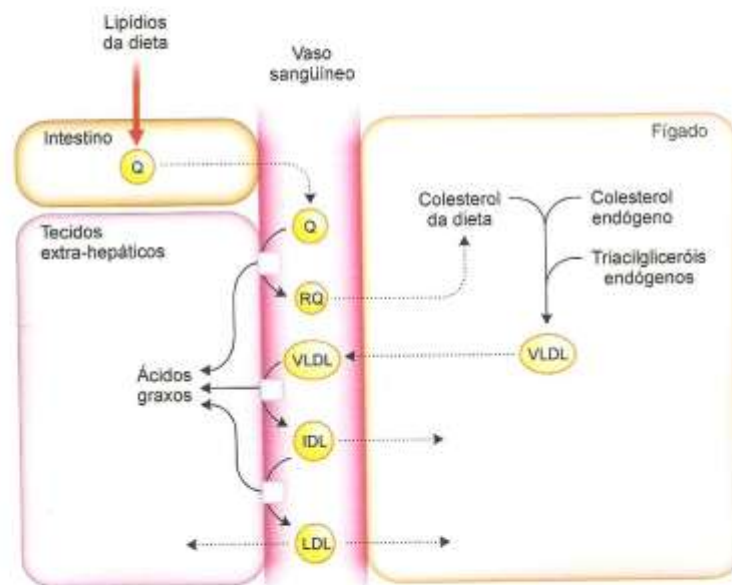 Lipídios
da dieta
Vaso
sangüíneo
Intestino
Fígado
Q
Tecidos
extra-hepáticos
Q
Colesterol
da dieta
Colesterol
endógeno
Triacilgliceróis
endógenos
RQ
VLDL
VLDL
Ácidos
graxos
IDL
LDL